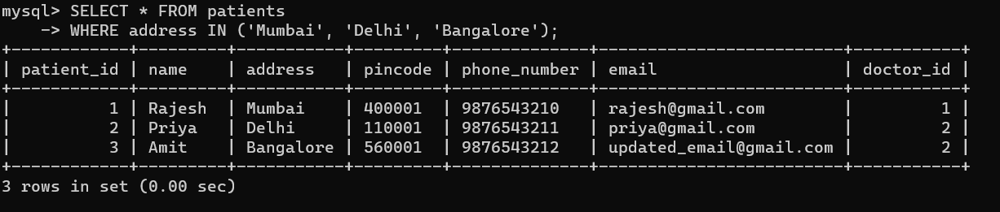 mysql> SELECT * FROM patients
    -> WHERE address IN ('Mumbai', 'Delhi', 'Bangalore');
+------------+--------+-----------+---------+--------------+-------------------------+-----------+
| patient_id | name   | address   | pincode | phone_number | email                   | doctor_id |
+------------+--------+-----------+---------+--------------+-------------------------+-----------+
|          1 | Rajesh | Mumbai    | 400001  | 9876543210   | rajesh@gmail.com        |         1 |
|          2 | Priya  | Delhi     | 110001  | 9876543211   | priya@gmail.com         |         2 |
|          3 | Amit   | Bangalore | 560001  | 9876543212   | updated_email@gmail.com |         2 |
+------------+--------+-----------+---------+--------------+-------------------------+-----------+
3 rows in set (0.00 sec)